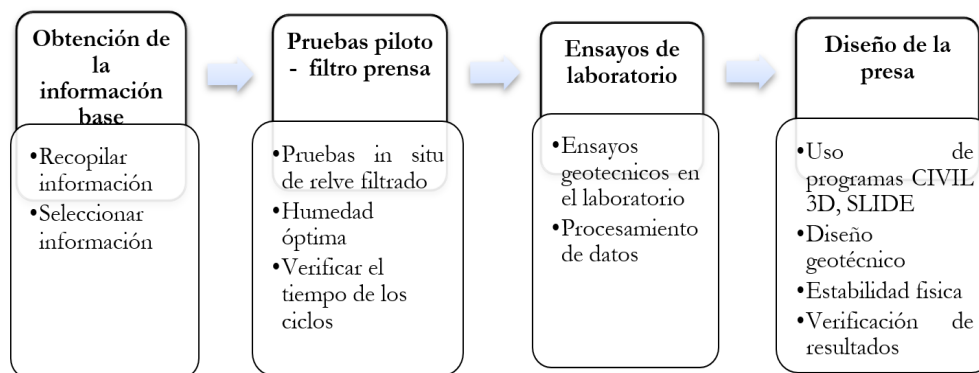 Obtención de
la
información
base
•Recopilar
información
•Seleccionar
información
Pruebas piloto
- filtro prensa
•Pruebas in situ
de relve filtrado
•Humedad
óptima
•Verificar el
tiempo de los
ciclos
Ensayos de
laboratorio
•Ensayos
geotecnicos en
el laboratorio
•Procesamiento
de datos
Diseño de la
presa
•Uso de
programas CIVIL
3D, SLIDE
•Diseño
geotécnico
•Estabilidad fisica
•Verificación de
resultados